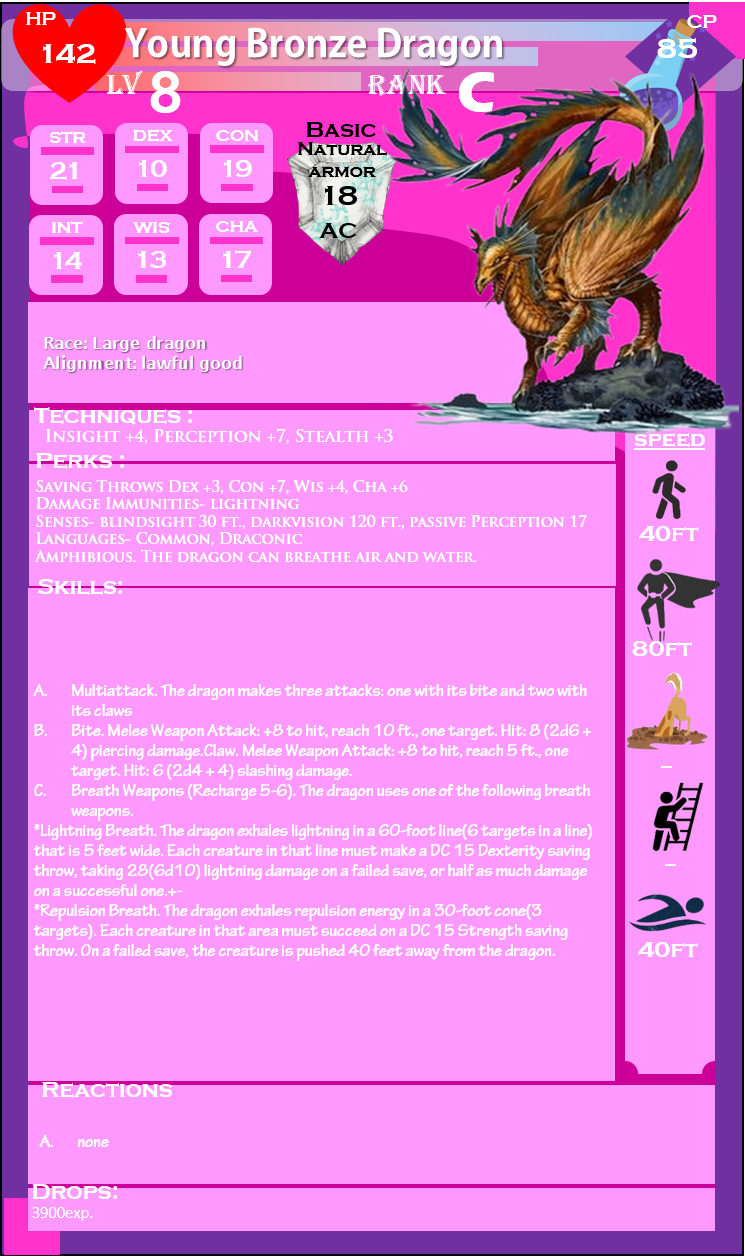 HP
142
Young Bronze Dragon
CP
85
LV 8
RANK C
STR
21
DEX
10
CON
19
INT
14
WIS
13
CHA
17
BASIC
NATURAL
ARMOR
18
AC
Race: Large dragon
Alignment: lawful good
TECHNIQUES :
INSIGHT +4, PERCEPTION +7, STEALTH +3
PERKS :
SAVING THROWS DEX +3, CON +7, WIS +4, CHA +6
DAMAGE IMMUNITIES- LIGHTNING
SENSES- BLINDSIGHT 30 FT., DARKVISION 120 FT., PASSIVE PERCEPTION 17
LANGUAGES- COMMON, DRACONIC
AMPHIBIOUS. THE DRAGON CAN BREATHE AIR AND WATER.
SKILLS:
A. Multiattack. The dragon makes three attacks: one with its bite and two with
its claws
B. Bite. Melee Weapon Attack: +8 to hit, reach 10 ft., one target. Hit: 8 (2d6 +
4) piercing damage.Claw. Melee Weapon Attack: +8 to hit, reach 5 ft., one
target. Hit: 6 (2d4 + 4) slashing damage.
C. Breath Weapons (Recharge 5-6). The dragon uses one of the following breath
weapons.
*Lightning Breath. The dragon exhales lightning in a 60-foot line(6 targets in a line)
that is 5 feet wide. Each creature in that line must make a DC 15 Dexterity saving
throw, taking 28(6d10) lightning damage on a failed save, or half as much damage
on a successful one.+-
*Repulsion Breath. The dragon exhales repulsion energy in a 30-foot cone(3
targets). Each creature in that area must succeed on a DC 15 Strength saving
throw. On a failed save, the creature is pushed 40 feet away from the dragon.
SPEED
40FT
80FT
–
–
40FT
REACTIONS
A. none
DROPS:
3900exp.